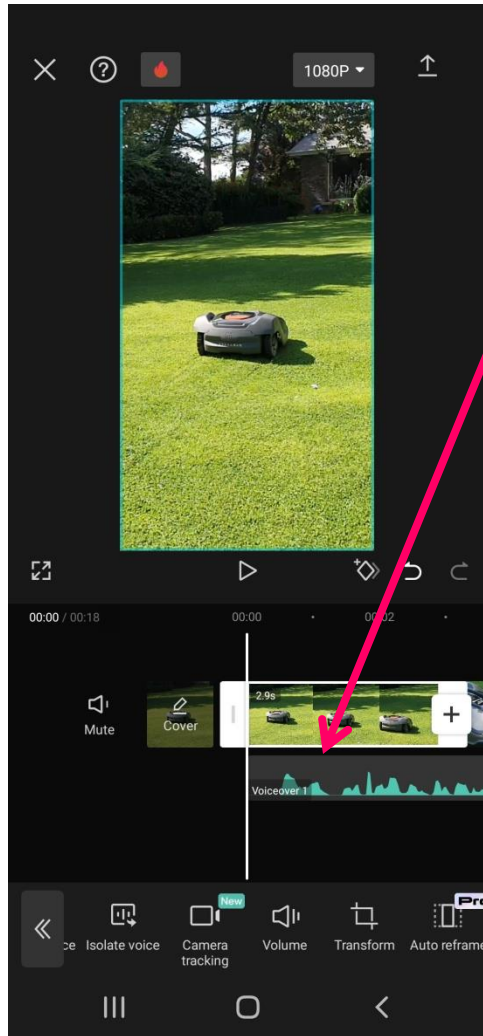 1080P
00:00 / 00:18 00:00 00:02
2.9s
Mute Cover
Voiceover 1
New Pro
ce Isolate voice Camera tracking Volume Transform Auto reframe